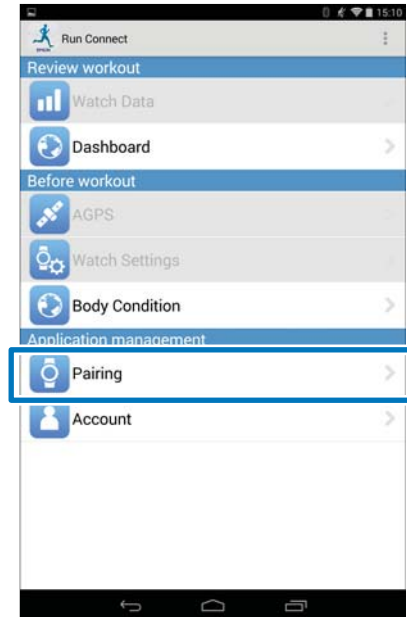 15:10
Run Connect
Review workout
Watch Data
Dashboard
Before workout
AGPS
Watch Settings
Body Condition
Application management
Pairing
Account